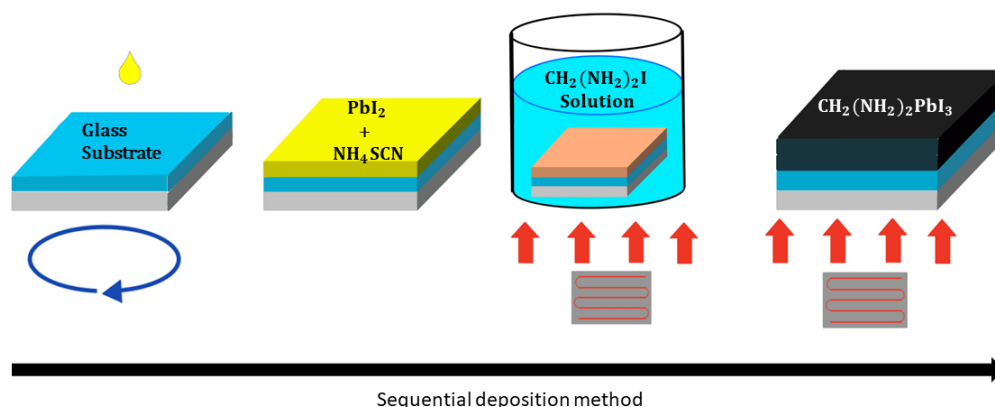 Glass
Substrate
PbI₂
+
NH₄SCN
CH₂(NH₂)₂I
Solution
CH₂(NH₂)₂PbI₃
Sequential deposition method